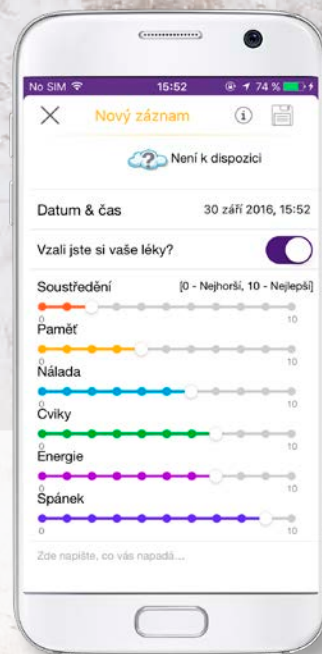 No SIM 15:52 74 %
Nový záznam
Není k dispozici
Datum & čas 30 září 2016, 15:52
Vzali jste si vaše léky?
Soustředění [0 - Nejhorší, 10 - Nejlepší]
0 10
Paměť
0 10
Nálada
0 10
Cviky
0 10
Energie
0 10
Spánek
0 10
Zde napište, co vás napadá...